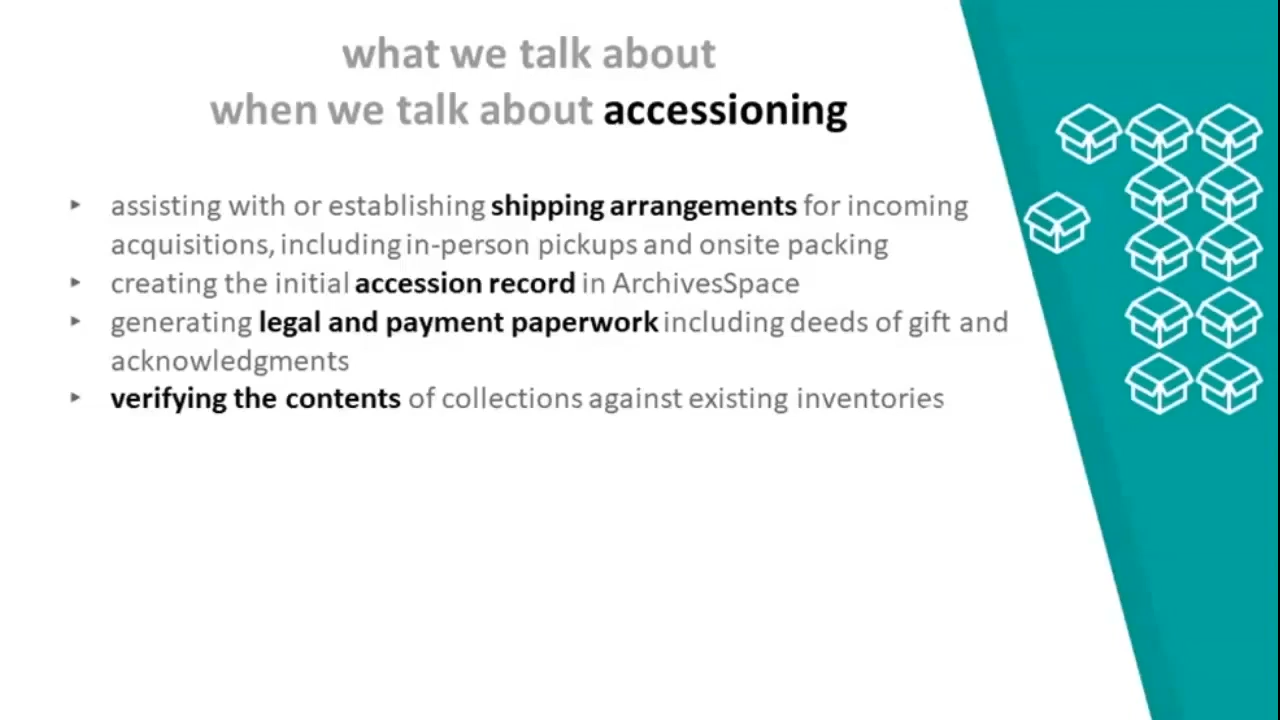 what we talk about
when we talk about accessioning
▸ assisting with or establishing shipping arrangements for incoming
acquisitions, including in-person pickups and onsite packing
▸ creating the initial accession record in ArchivesSpace
▸ generating legal and payment paperwork including deeds of gift and
acknowledgments
▸ verifying the contents of collections against existing inventories